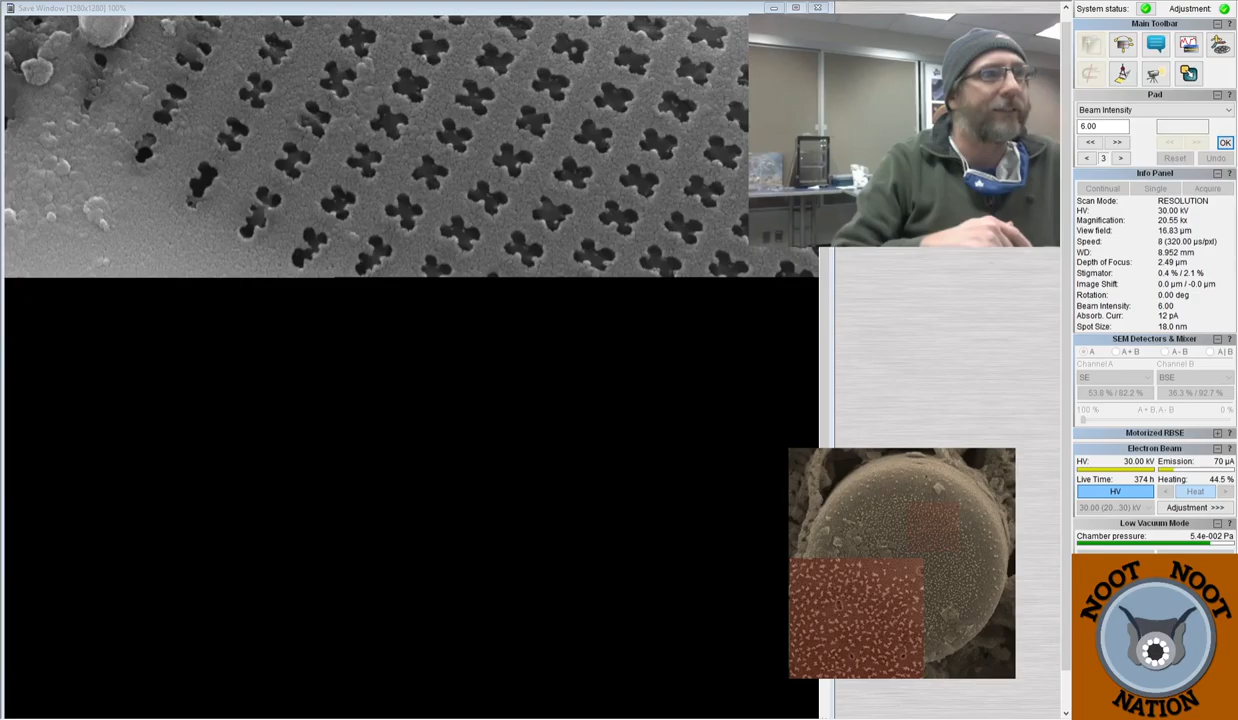 Save Window [1280x1280] 100%
System status: Adjustment:
Main Toolbar ?
Pad ?
Beam Intensity
6.00
<< >> << >> OK
< 3 > Reset Undo
Info Panel ?
Continual Single Acquire
Scan Mode: RESOLUTION
HV: 30.00 kV
Magnification: 20.55 kx
View field: 16.83 µm
Speed: 8 (320.00 µs/pxl)
WD: 8.952 mm
Depth of Focus: 2.49 µm
Stigmator: 0.4 % / 2.1 %
Image Shift: 0.0 µm / -0.0 µm
Rotation: 0.00 deg
Beam Intensity: 6.00
Absorb. Curr: 12 pA
Spot Size: 18.0 nm
SEM Detectors & Mixer ?
A A + B A - B A | B
Channel A Channel B
SE BSE
53.8 % / 82.2 % 36.3 % / 92.7 %
100 % A + B, A - B 0 %
Motorized RBSE ?
Electron Beam ?
HV: 30.00 kV Emission: 70 µA
Live Time: 374 h Heating: 44.5 %
HV < Heat >
30.00 (20...30) kV Adjustment >>>
Low Vacuum Mode ?
Chamber pressure: 5.4e-002 Pa
NOOT NOOT
NATION